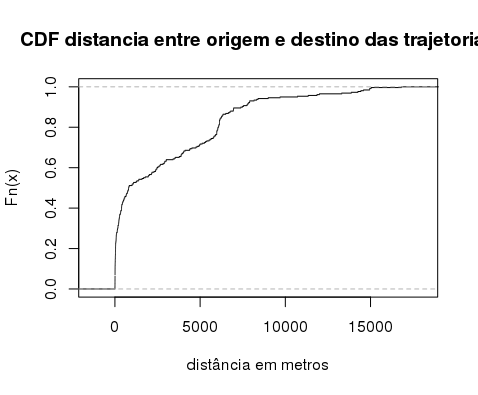 CDF distancia entre origem e destino das trajetoria
Fn(x)
1.0
0.8
0.6
0.4
0.2
0.0
0 5000 10000 15000
distância em metros